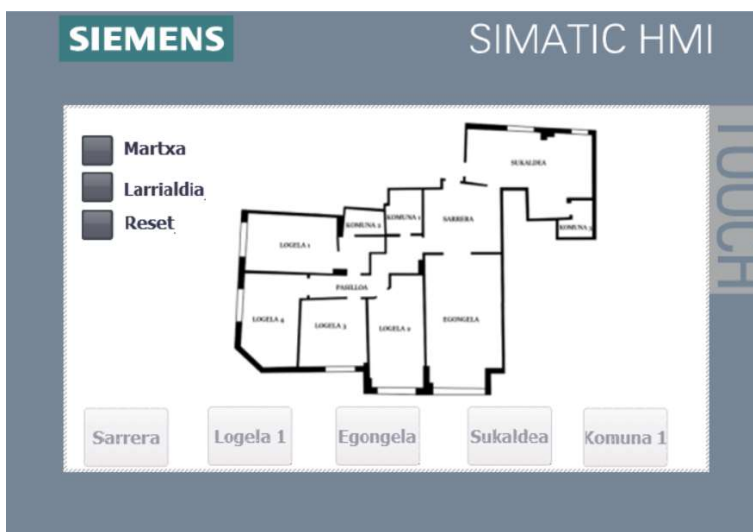 SIEMENS
SIMATIC HMI
TOUCH
Martxa
Larrialdia
Reset
SUKALDEA
KOMUNA 1
KOMUNA 2
SARRERA
KOMUNA 3
LOGELA 1
PASILLOA
LOGELA 4
LOGELA 3
LOGELA 2
EGONGELA
Sarrera
Logela 1
Egongela
Sukaldea
Komuna 1